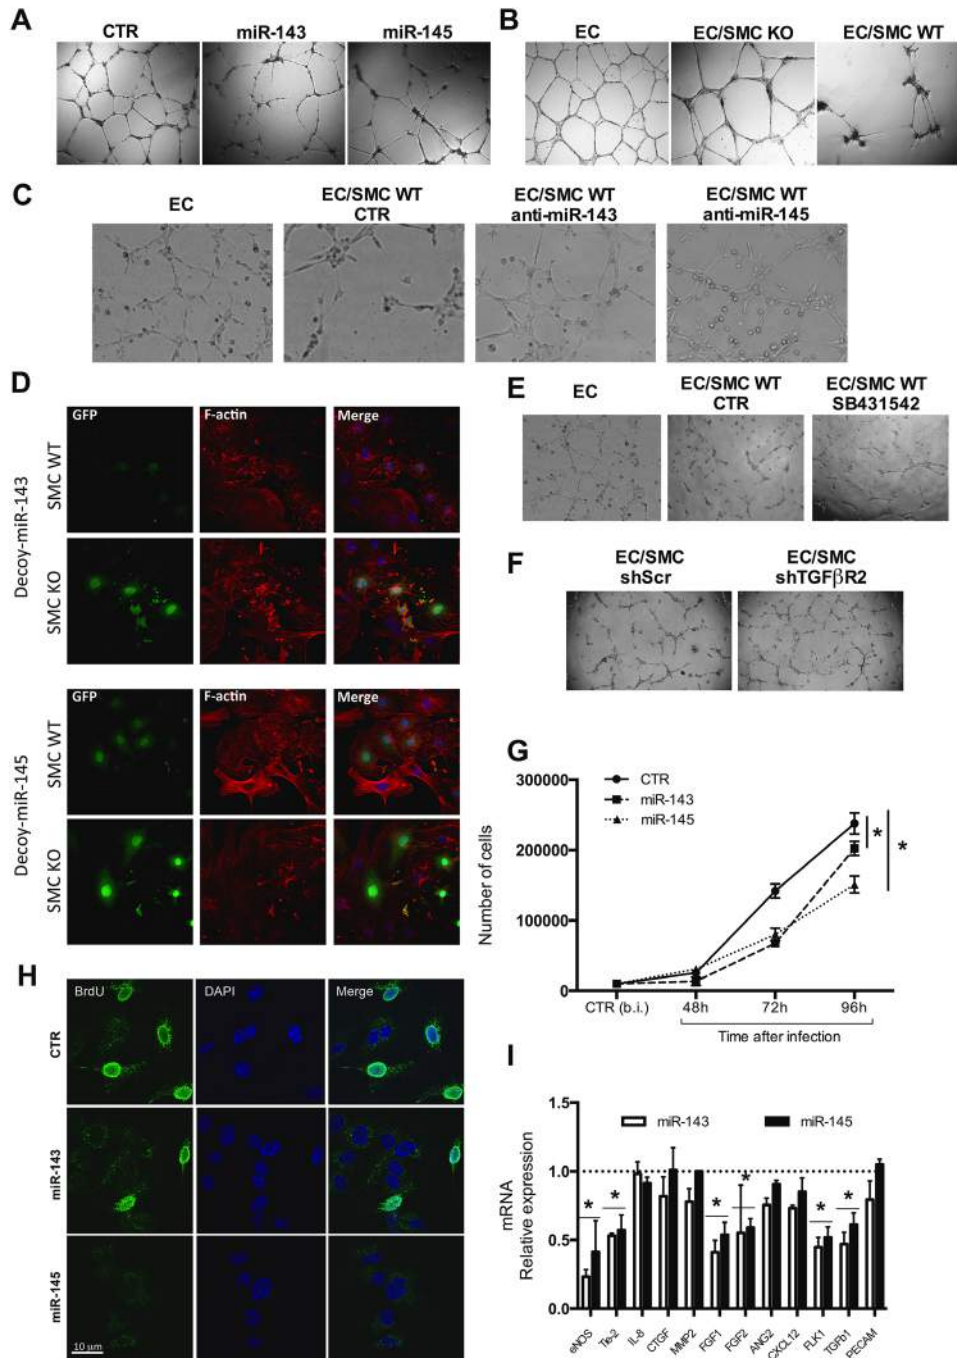 A
CTR
miR-143
miR-145
B
EC
EC/SMC KO
EC/SMC WT
C
EC
EC/SMC WT
CTR
EC/SMC WT
anti-miR-143
EC/SMC WT
anti-miR-145
D
Decoy-miR-143
SMC WT
GFP
F-actin
Merge
SMC KO
Decoy-miR-145
SMC WT
GFP
F-actin
Merge
SMC KO
E
EC
EC/SMC WT
CTR
EC/SMC WT
SB431542
F
EC/SMC
shScr
EC/SMC
shTGFβR2
G
Number of cells
300000
200000
100000
0
CTR
miR-143
miR-145
*
*
CTR (b.i.)
48h
72h
96h
Time after infection
H
BrdU
DAPI
Merge
CTR
miR-143
miR-145
10 µm
I
mRNA
Relative expression
1.5
1.0
0.5
0.0
miR-143
miR-145
* * * * * *
eNOS
Tie-2
IL-8
CTGF
MMP2
FGF1
FGF2
ANG2
CXCL12
FLK1
TGFb1
PECAM